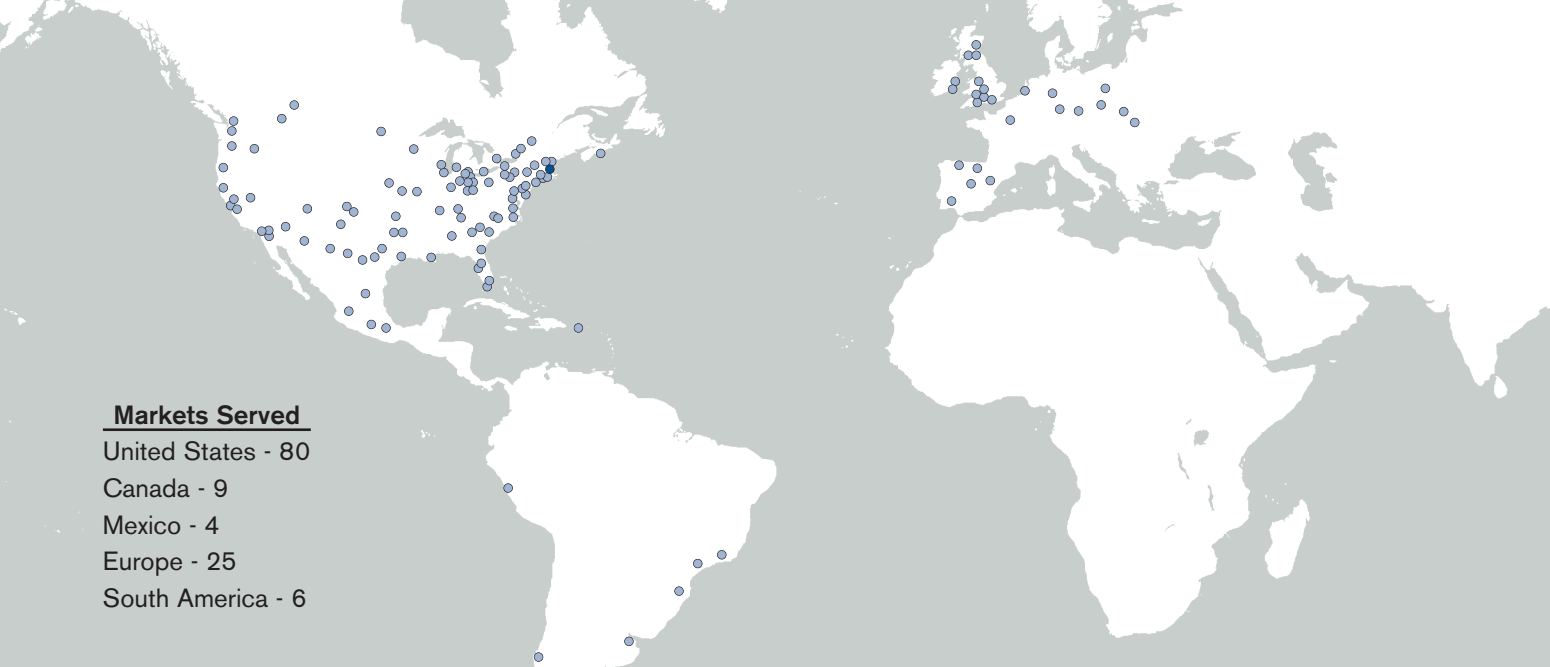 Markets Served
United States - 80
Canada - 9
Mexico - 4
Europe - 25
South America - 6